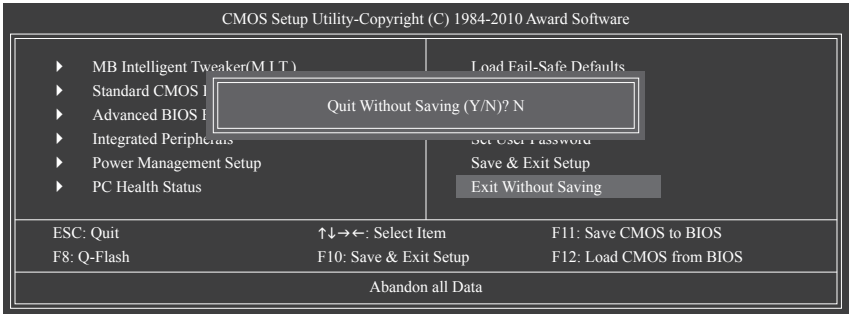 CMOS Setup Utility-Copyright (C) 1984-2010 Award Software
MB Intelligent Tweaker(M.I.T.)
Standard CMOS
Advanced BIOS
Integrated Peripherals
Power Management Setup
PC Health Status
Load Fail-Safe Defaults
Set User Password
Save & Exit Setup
Exit Without Saving
Quit Without Saving (Y/N)? N
ESC: Quit
↑↓→←: Select Item
F11: Save CMOS to BIOS
F8: Q-Flash
F10: Save & Exit Setup
F12: Load CMOS from BIOS
Abandon all Data